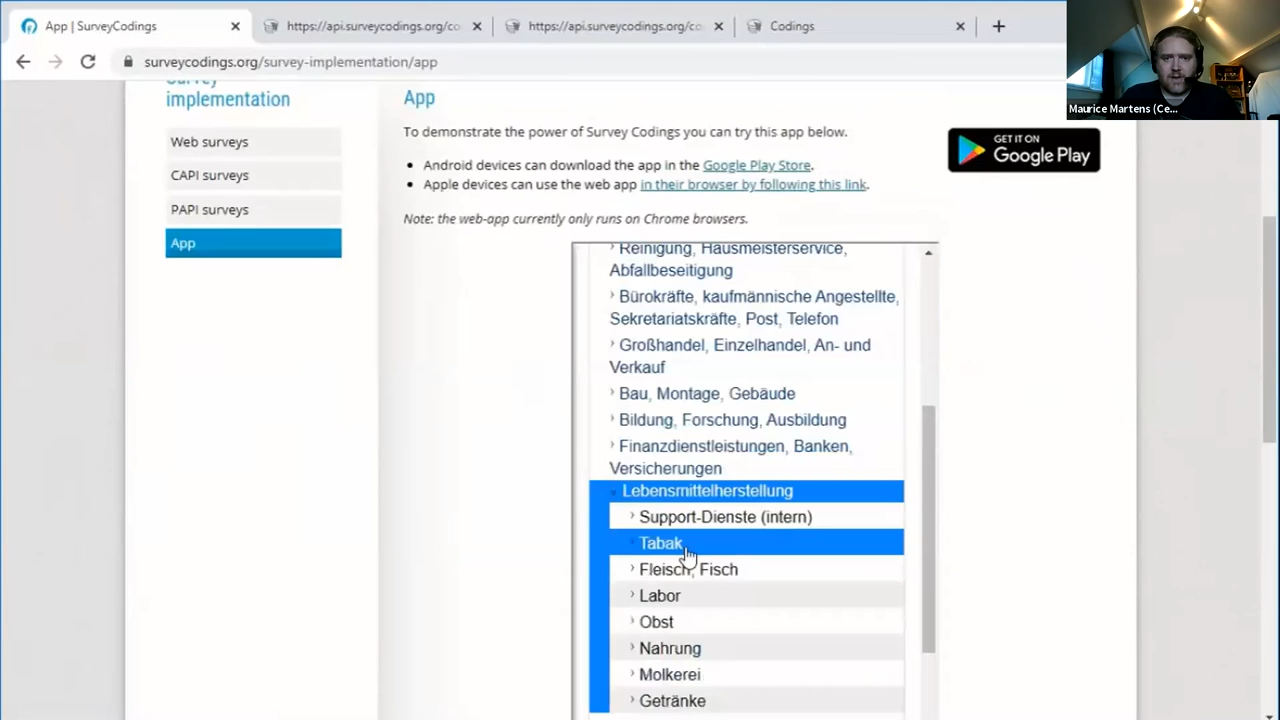 App | SurveyCodings
https://api.surveycodings.org/co
https://api.surveycodings.org/co
Codings
surveycodings.org/survey-implementation/app
Maurice Martens (Ce...
Survey
implementation
Web surveys
CAPI surveys
PAPI surveys
App
App
To demonstrate the power of Survey Codings you can try this app below.
Android devices can download the app in the Google Play Store.
Apple devices can use the web app in their browser by following this link.
Note: the web-app currently only runs on Chrome browsers.
GET IT ON
Google Play
Reinigung, Hausmeisterservice,
Abfallbeseitigung
Bürokräfte, kaufmännische Angestellte,
Sekretariatskräfte, Post, Telefon
Großhandel, Einzelhandel, An- und
Verkauf
Bau, Montage, Gebäude
Bildung, Forschung, Ausbildung
Finanzdienstleistungen, Banken,
Versicherungen
Lebensmittelherstellung
Support-Dienste (intern)
Tabak
Fleisch, Fisch
Labor
Obst
Nahrung
Molkerei
Getränke